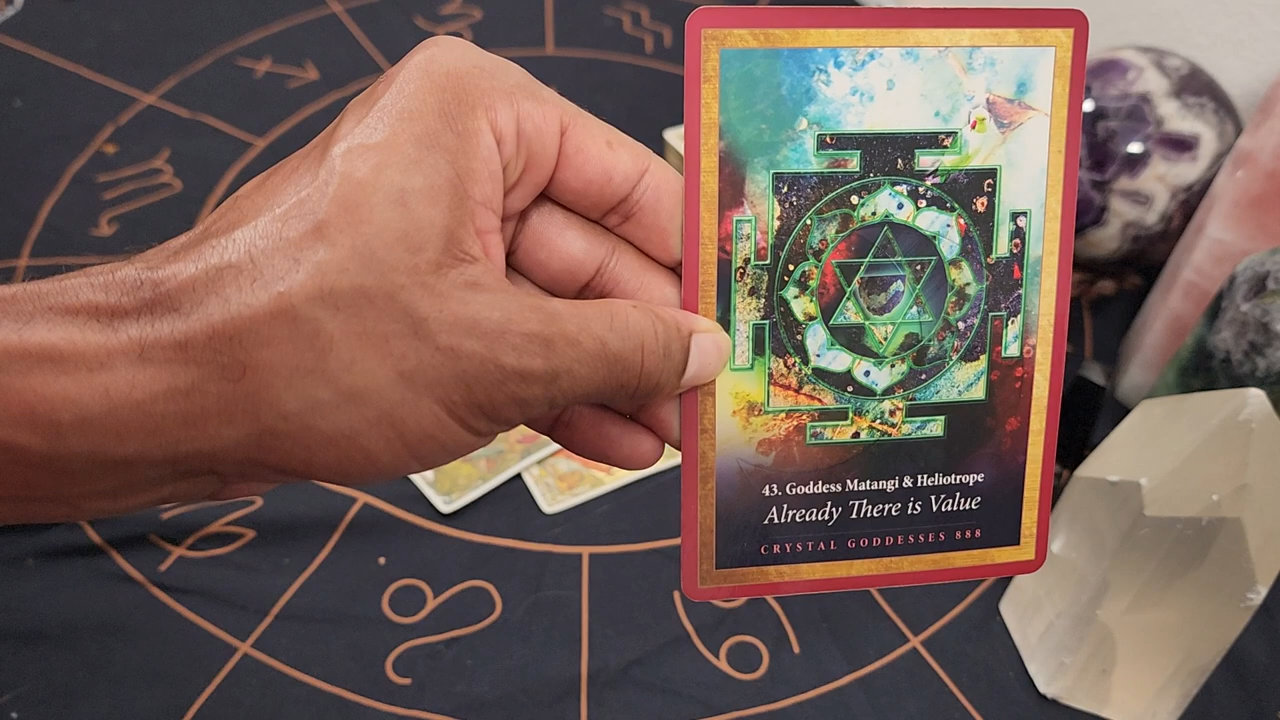 43. Goddess Matangi & Heliotrope
Already There is Value
CRYSTAL GODDESSES 888